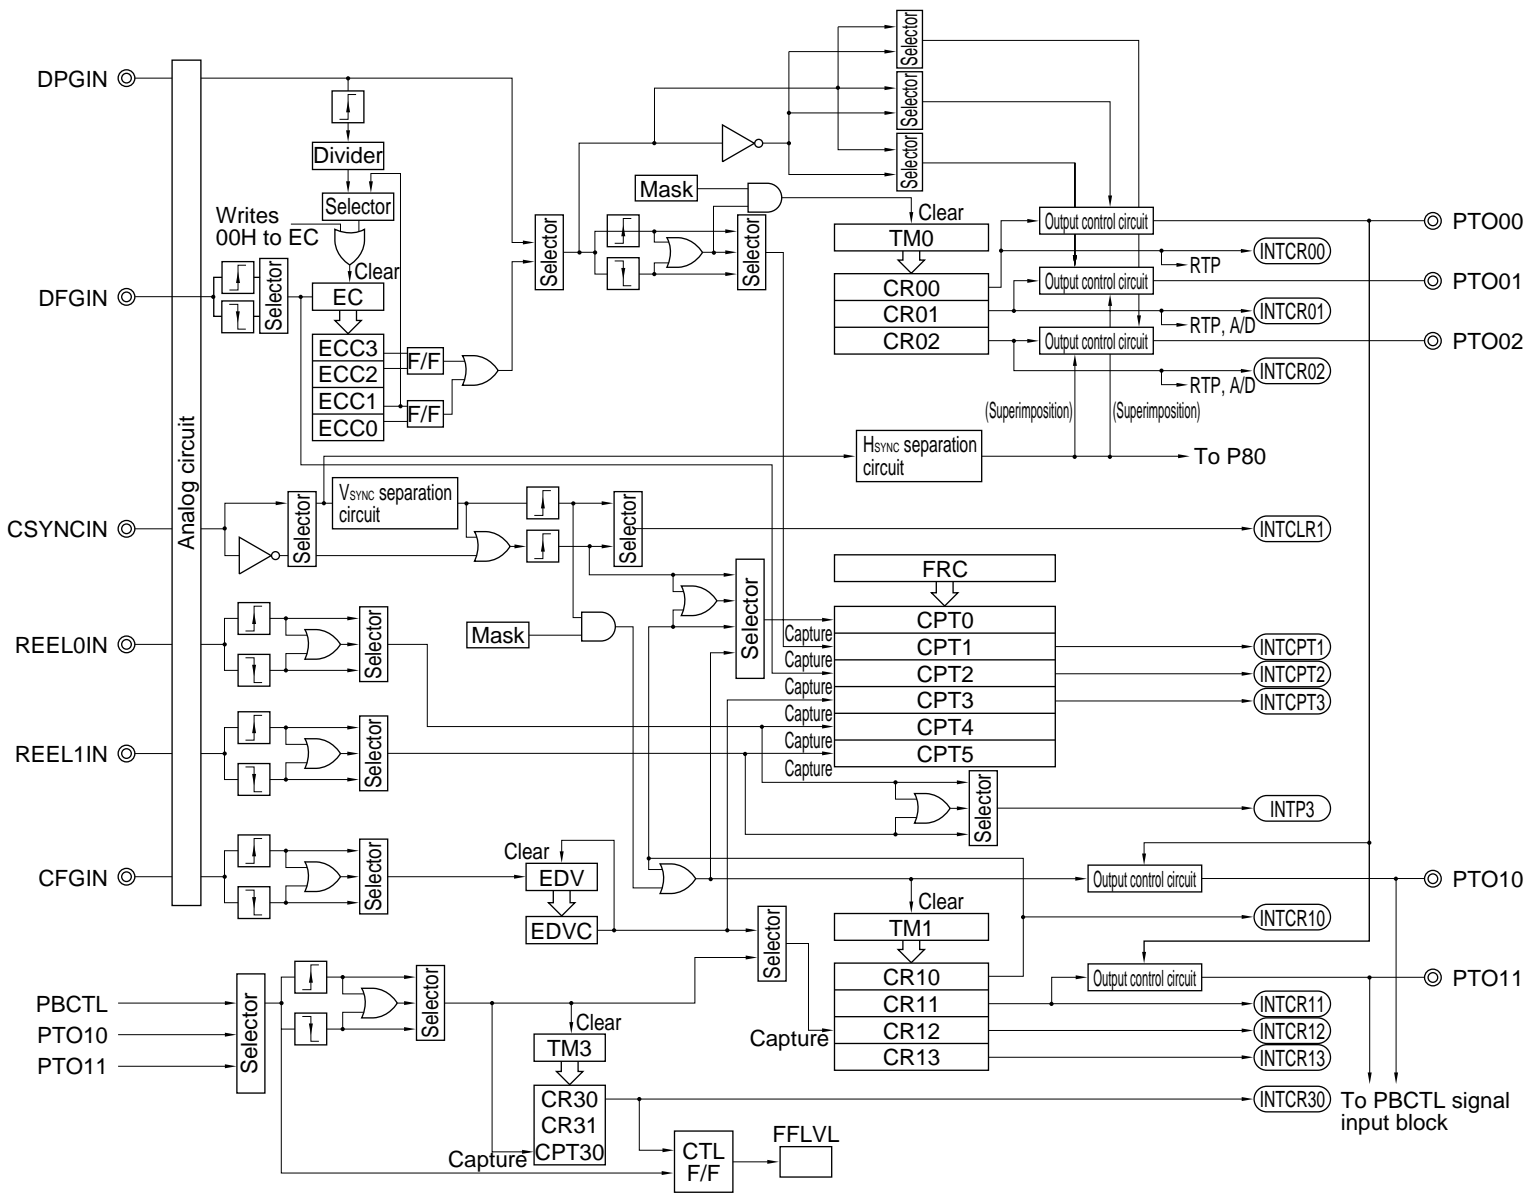 DPGIN
Selector
Selector
Selector
Divider
Selector
Writes
00H to EC
Clear
DFGIN
Selector
EC
ECC3
ECC2
ECC1
ECC0
F/F
F/F
Selector
Mask
Selector
Clear
TM0
CR00
CR01
CR02
Output control circuit
PTO00
INTCR00
RTP
Output control circuit
PTO01
INTCR01
RTP, A/D
Output control circuit
PTO02
INTCR02
RTP, A/D
(Superimposition)
(Superimposition)
Analog circuit
HSYNC separation
circuit
To P80
CSYNCIN
Selector
VSYNC separation
circuit
Selector
INTCLR1
FRC
Selector
Mask
CPT0
Capture
CPT1
INTCPT1
Capture
CPT2
INTCPT2
Capture
CPT3
INTCPT3
Capture
CPT4
Capture
CPT5
Capture
REEL0IN
Selector
REEL1IN
Selector
Selector
INTP3
CFGIN
Selector
Clear
EDV
EDVC
Output control circuit
PTO10
Clear
TM1
INTCR10
Selector
CR10
CR11
CR12
CR13
Capture
Output control circuit
PTO11
INTCR11
INTCR12
INTCR13
PBCTL
PTO10
PTO11
Selector
Selector
Clear
TM3
CR30
CR31
CPT30
Capture
INTCR30
To PBCTL signal
input block
CTL
F/F
FFLVL